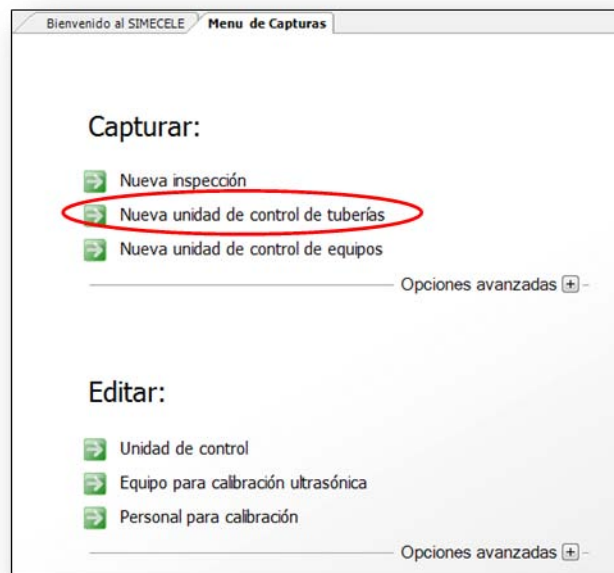 Bienvenido al SIMECELE
Menu de Capturas
Capturar:
Nueva inspección
Nueva unidad de control de tuberías
Nueva unidad de control de equipos
Opciones avanzadas
Editar:
Unidad de control
Equipo para calibración ultrasónica
Personal para calibración
Opciones avanzadas